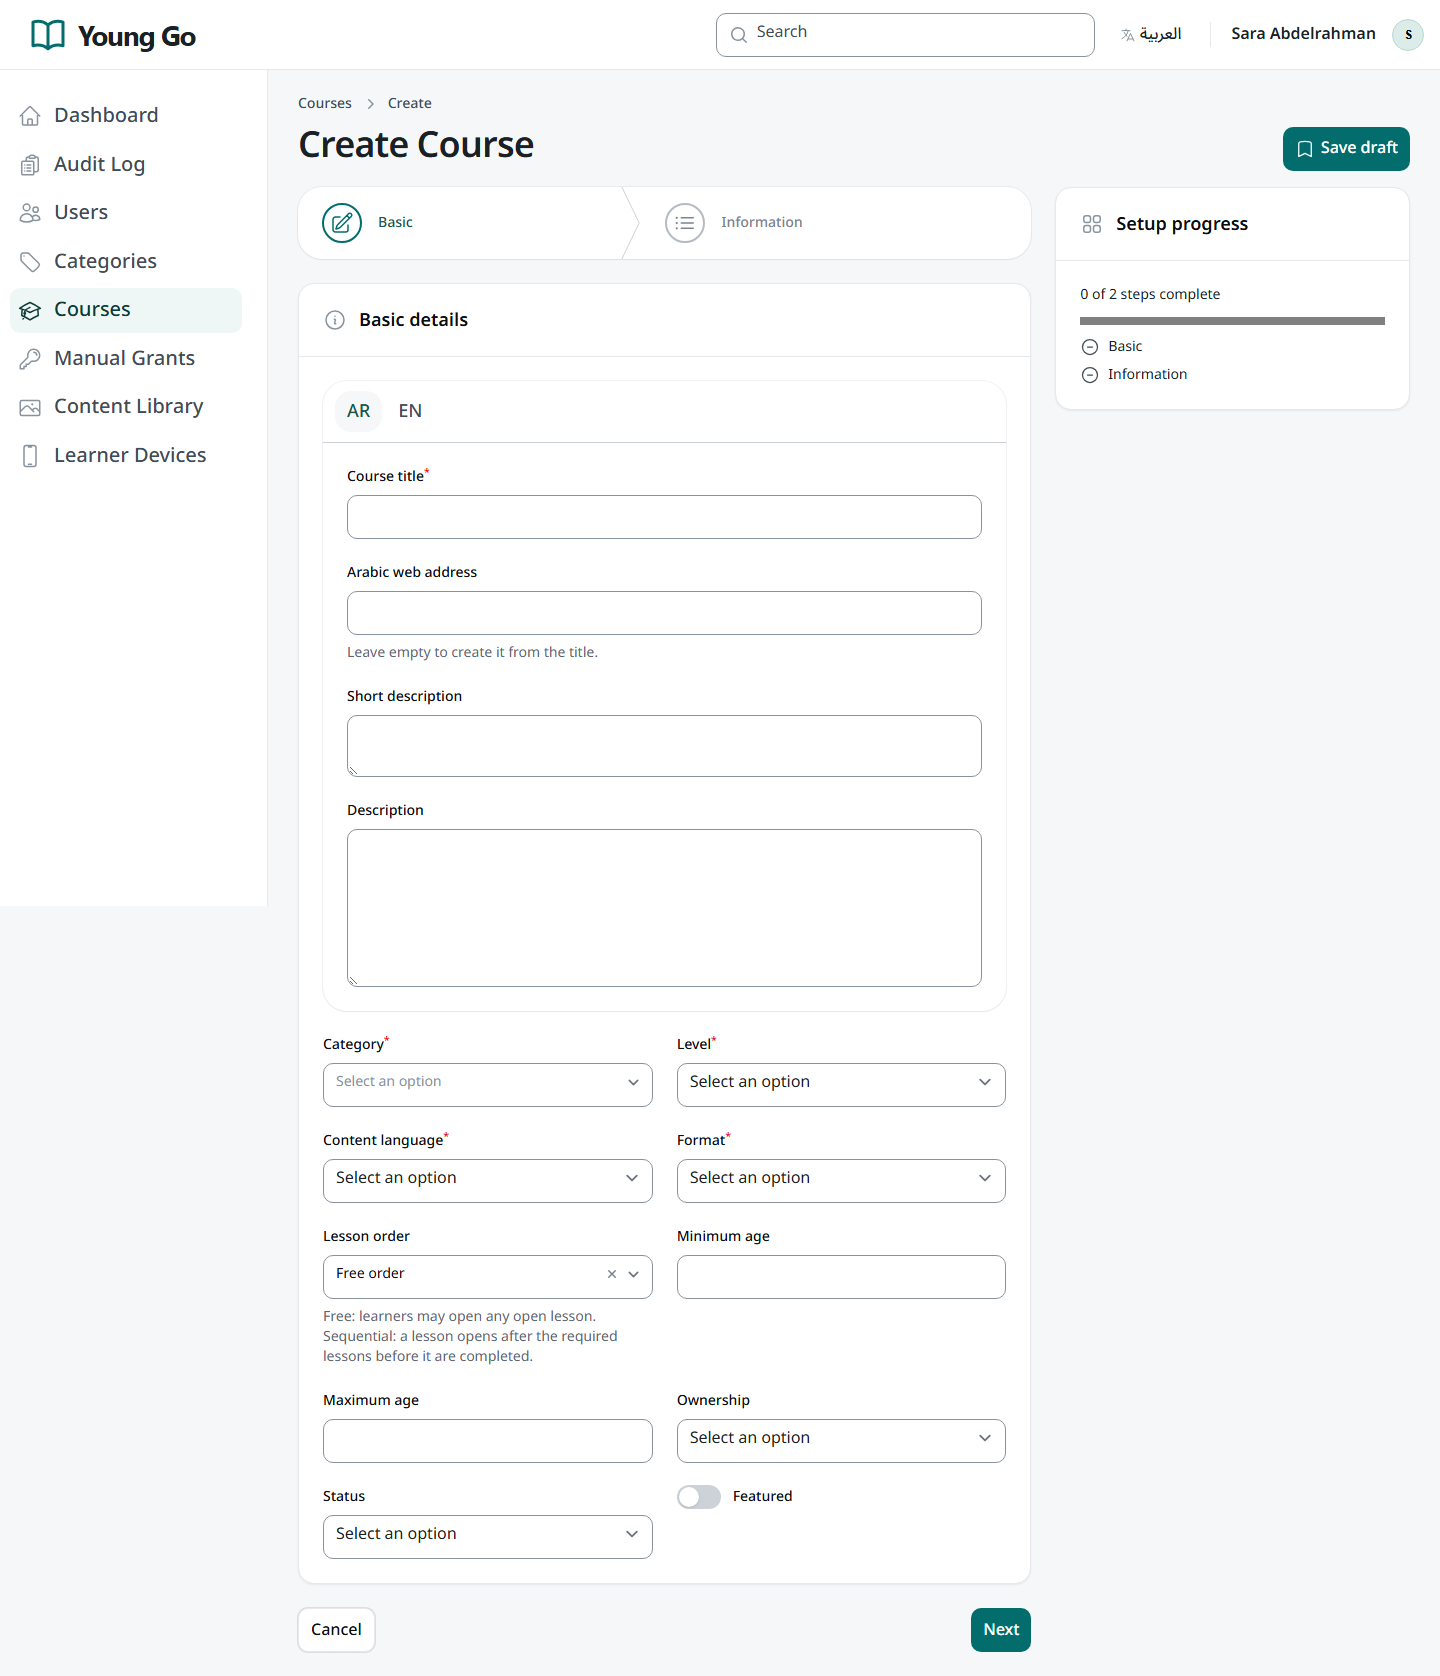 Young Go
Search
العربية
Sara Abdelrahman
S
Dashboard
Audit Log
Users
Categories
Courses
Manual Grants
Content Library
Learner Devices
Courses > Create
Create Course
Save draft
Basic
Information
Setup progress
0 of 2 steps complete
Basic
Information
Basic details
AR EN
Course title*
Arabic web address
Leave empty to create it from the title.
Short description
Description
Category*
Select an option
Level*
Select an option
Content language*
Select an option
Format*
Select an option
Lesson order
Free order
Free: learners may open any open lesson.
Sequential: a lesson opens after the required
lessons before it are completed.
Minimum age
Maximum age
Ownership
Select an option
Status
Select an option
Featured
Cancel
Next